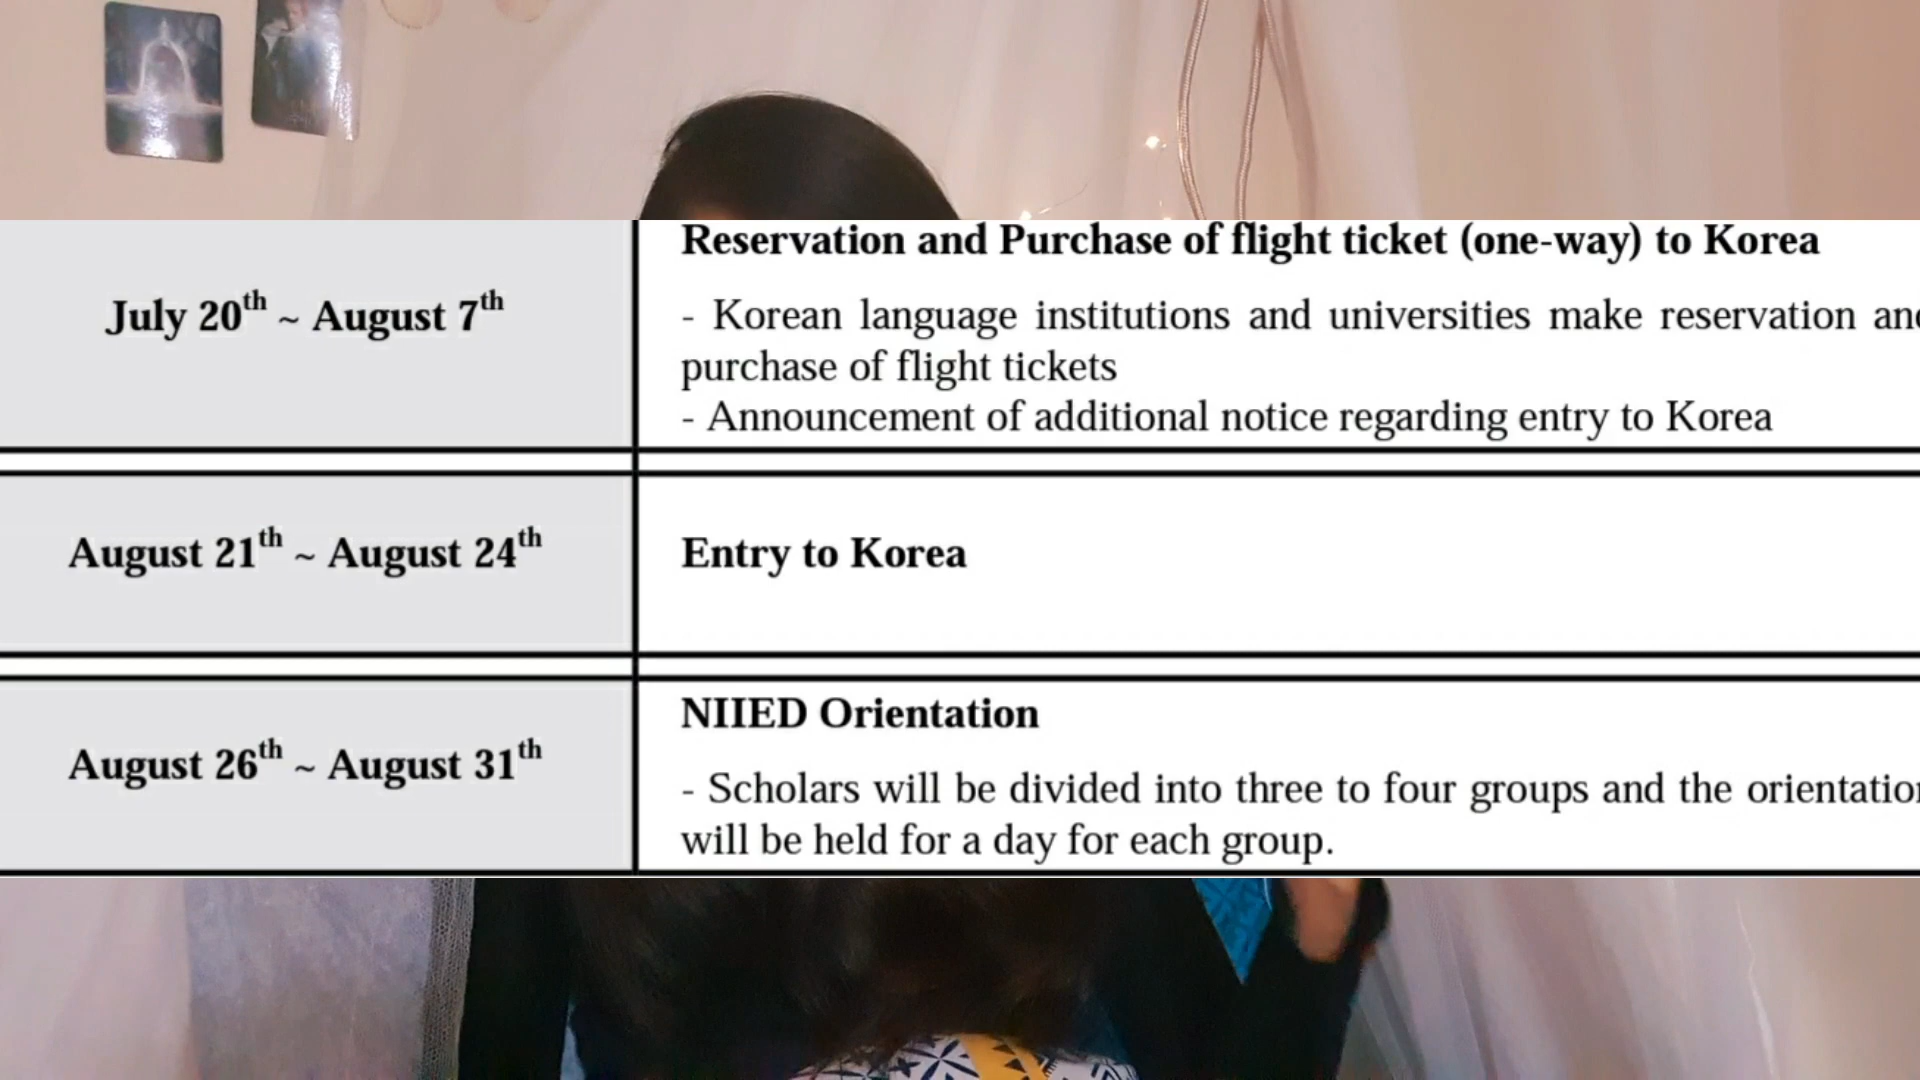 Reservation and Purchase of flight ticket (one-way) to Korea
July 20th ~ August 7th
- Korean language institutions and universities make reservation and
purchase of flight tickets
- Announcement of additional notice regarding entry to Korea
August 21th ~ August 24th
Entry to Korea
NIIED Orientation
August 26th ~ August 31th
- Scholars will be divided into three to four groups and the orientation
will be held for a day for each group.